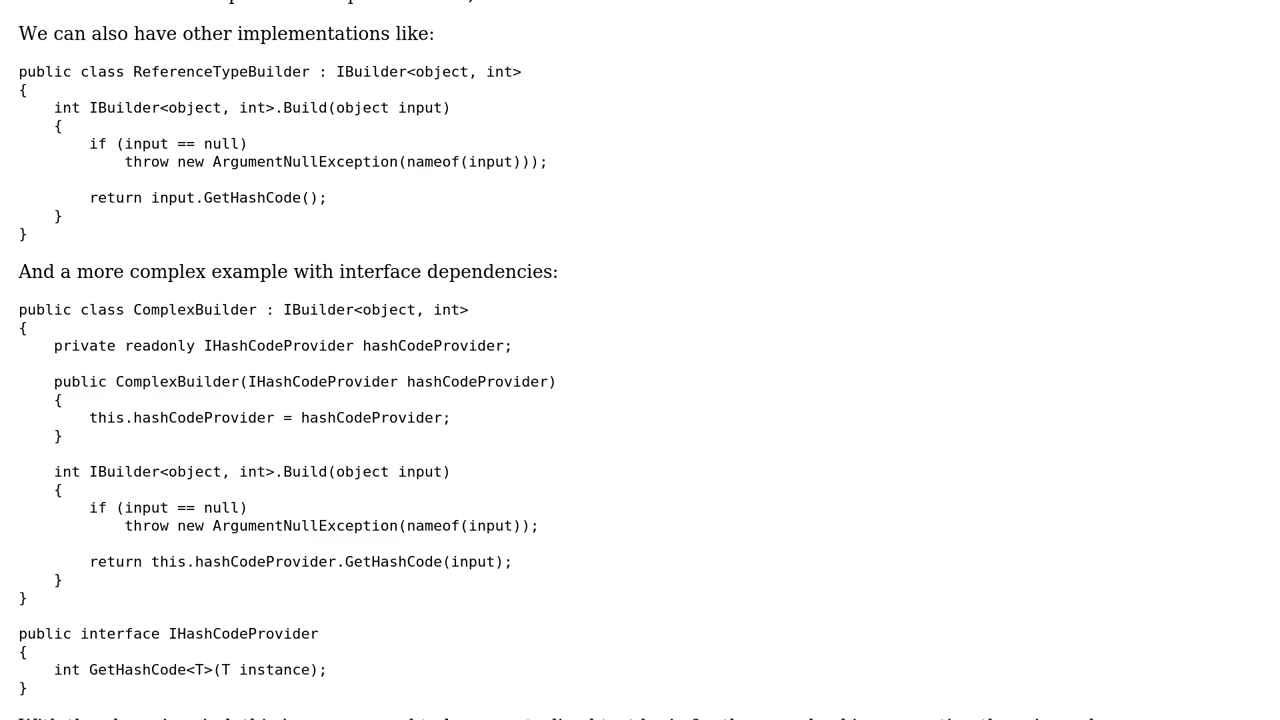 We can also have other implementations like:
public class ReferenceTypeBuilder : IBuilder<object, int>
{
    int IBuilder<object, int>.Build(object input)
    {
        if (input == null)
            throw new ArgumentNullException(nameof(input)));

        return input.GetHashCode();
    }
}
And a more complex example with interface dependencies:
public class ComplexBuilder : IBuilder<object, int>
{
    private readonly IHashCodeProvider hashCodeProvider;

    public ComplexBuilder(IHashCodeProvider hashCodeProvider)
    {
        this.hashCodeProvider = hashCodeProvider;
    }

    int IBuilder<object, int>.Build(object input)
    {
        if (input == null)
            throw new ArgumentNullException(nameof(input));

        return this.hashCodeProvider.GetHashCode(input);
    }
}

public interface IHashCodeProvider
{
    int GetHashCode<T>(T instance);
}